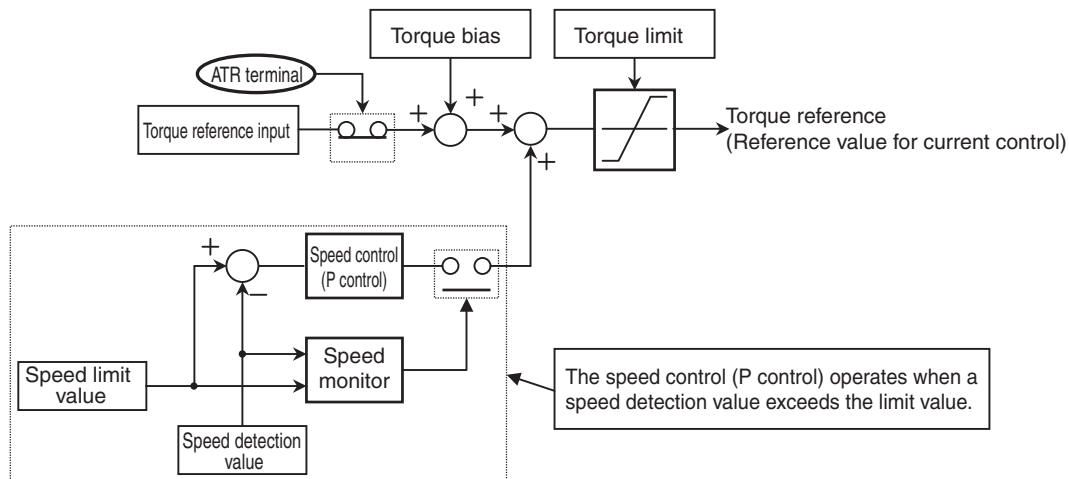 Torque bias
Torque limit
ATR terminal
Torque reference input
+
+
+
+
Torque reference
(Reference value for current control)
+
−
Speed control
(P control)
Speed
monitor
Speed limit
value
Speed detection
value
The speed control (P control) operates when a
speed detection value exceeds the limit value.